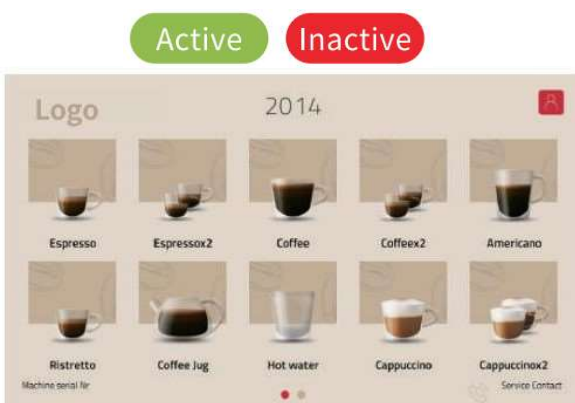 Active Inactive
Logo 2014
Espresso Espressox2 Coffee Coffeex2 Americano
Ristretto Coffee Jug Hot water Cappuccino Cappuccinox2
Machine serial Nr Service Contact